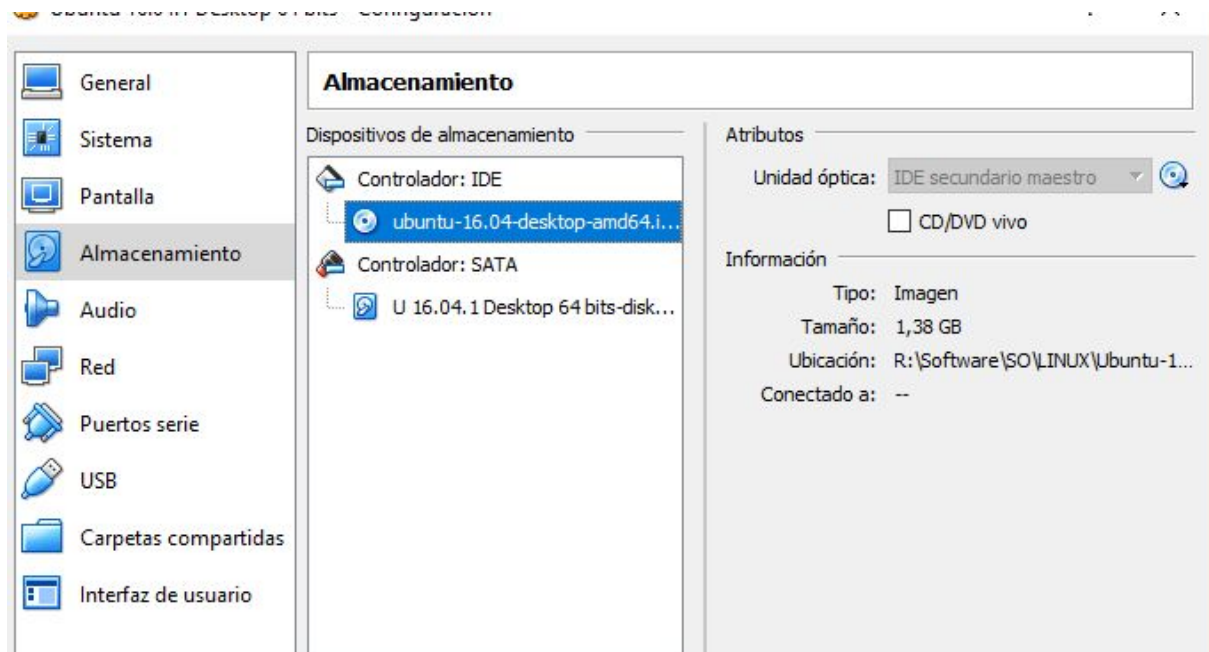 General
Sistema
Pantalla
Almacenamiento
Audio
Red
Puertos serie
USB
Carpetas compartidas
Interfaz de usuario
Almacenamiento
Dispositivos de almacenamiento
Controlador: IDE
ubuntu-16.04-desktop-amd64.i...
Controlador: SATA
U 16.04.1 Desktop 64 bits-disk...
Atributos
Unidad óptica: IDE secundario maestro
CD/DVD vivo
Información
Tipo: Imagen
Tamaño: 1,38 GB
Ubicación: R:\Software\SO\LINUX\Ubuntu-1...
Conectado a: --